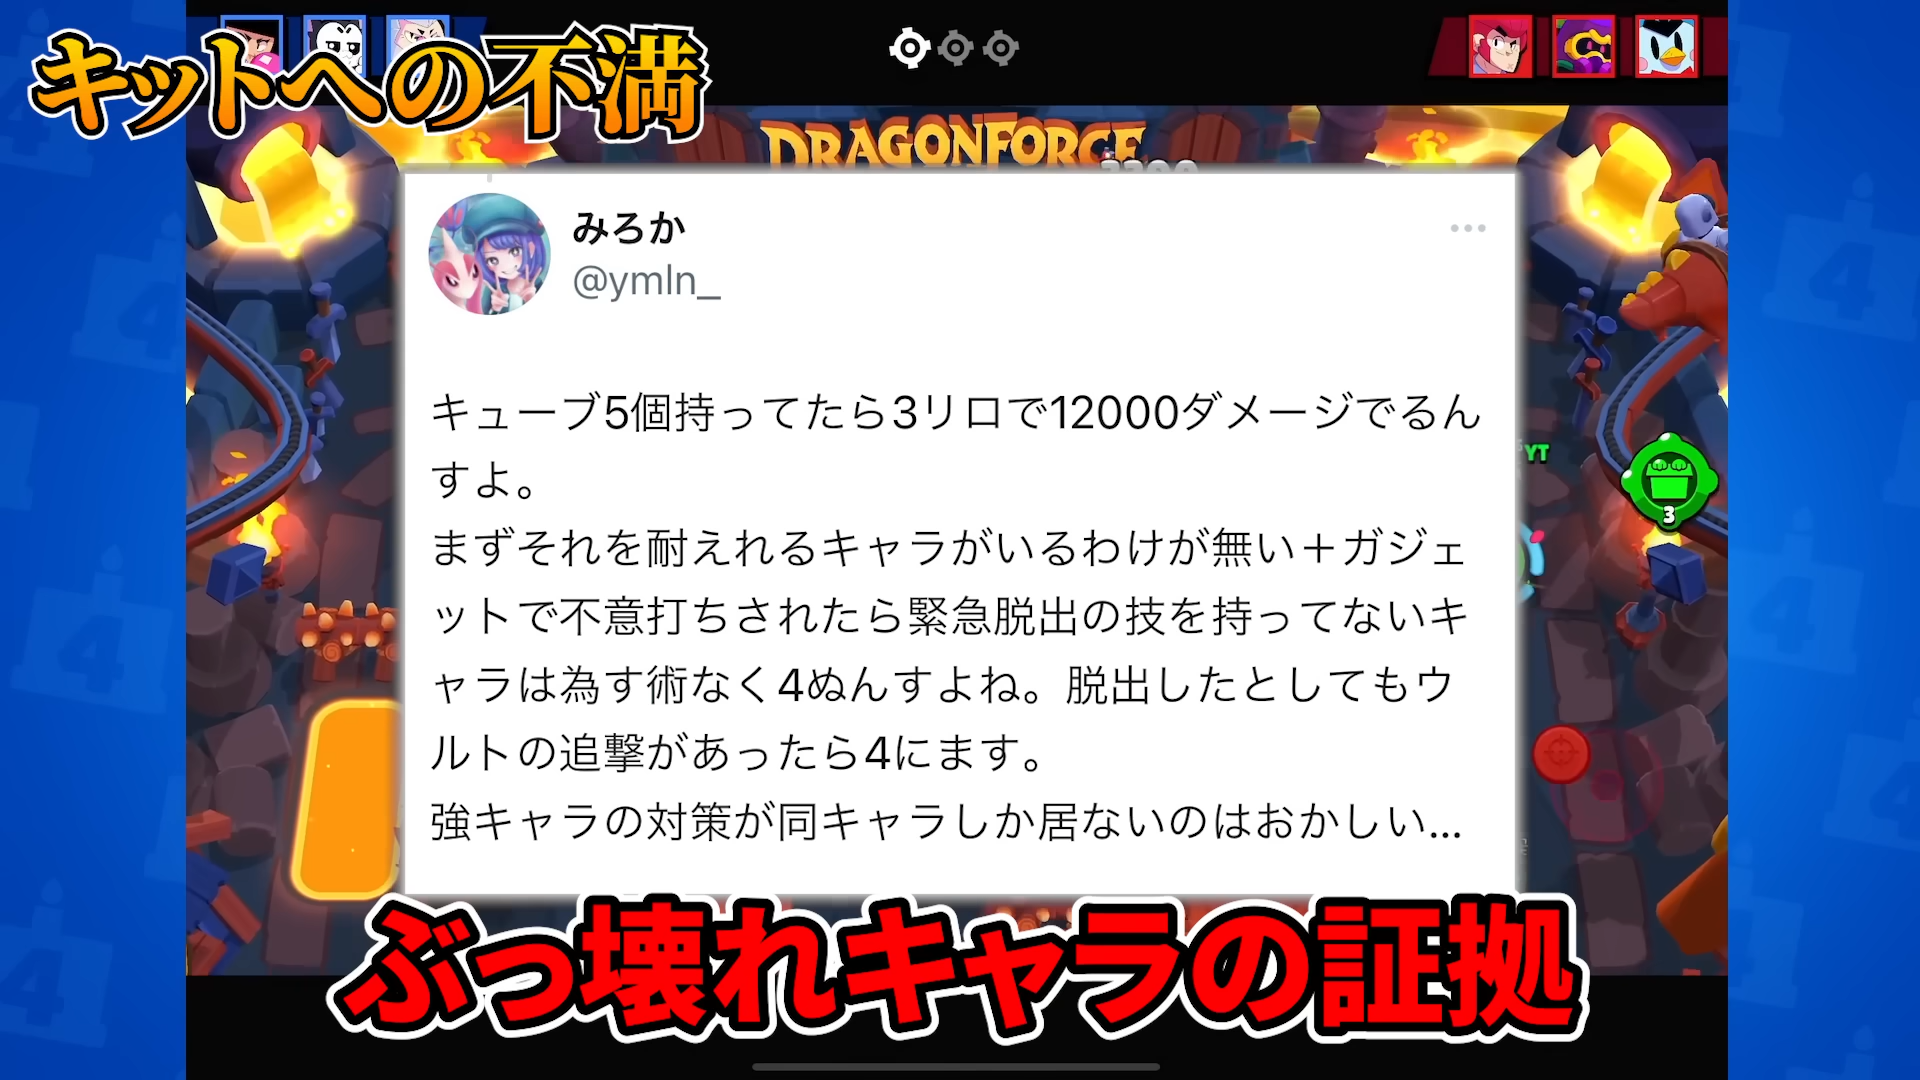 キットへの不満
DRAGONFORCE
みろか
@ymln_
キューブ5個持ってたら3リロで12000ダメージでるん
すよ。
まずそれを耐えれるキャラがいるわけが無い＋ガジェ
ットで不意打ちされたら緊急脱出の技を持ってないキ
ャラは為す術なく4ぬんすよね。脱出したとしてもウ
ルトの追撃があったら4にます。
強キャラの対策が同キャラしか居ないのはおかしい...
YT
3
ぶっ壊れキャラの証拠